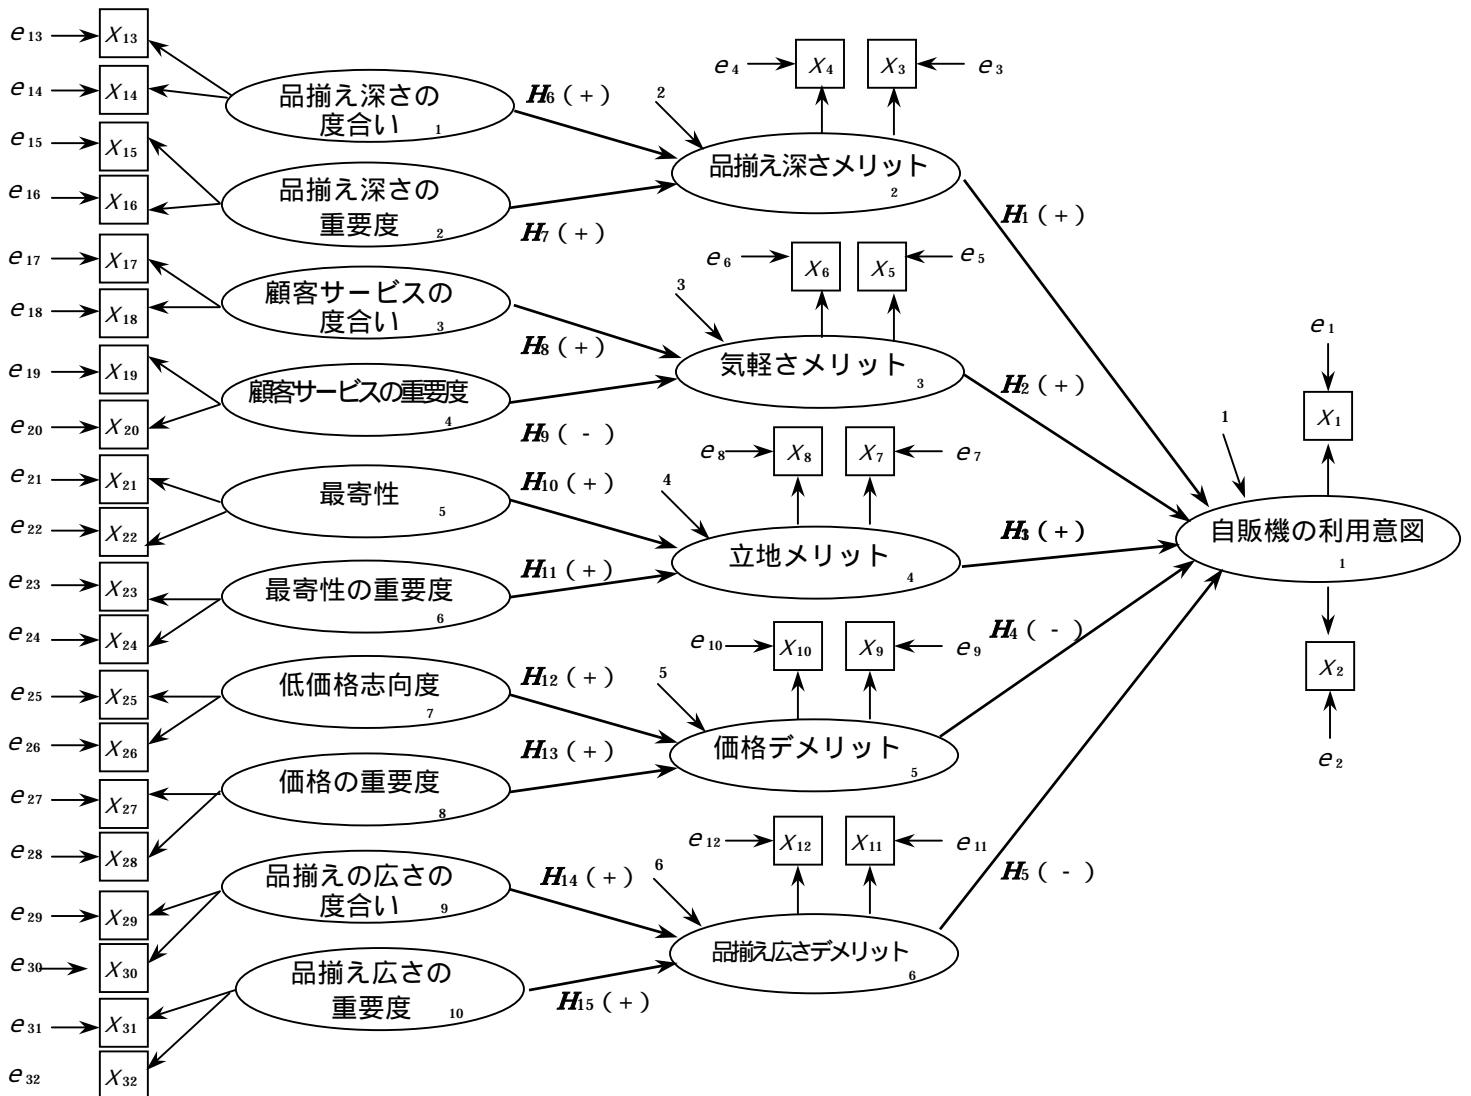 e13
X13
e14
X14
e15
X15
e16
X16
e17
X17
e18
X18
e19
X19
e20
X20
e21
X21
e22
X22
e23
X23
e24
X24
e25
X25
e26
X26
e27
X27
e28
X28
e29
X29
e30
X30
e31
X31
e32
X32
品揃え深さの
度合い 1
品揃え深さの
重要度 2
顧客サービスの
度合い 3
顧客サービスの重要度
4
最寄性
5
最寄性の重要度
6
低価格志向度
7
価格の重要度
8
品揃えの広さの
度合い 9
品揃え広さの
重要度 10
H6 (+)
H7 (+)
H8 (+)
H9 ( - )
H10 (+)
H11 (+)
H12 (+)
H13 (+)
H14 (+)
H15 (+)
e4
X4
X3
e3
2
品揃え深さメリット
2
e6
X6
X5
e5
3
気軽さメリット
3
e8
X8
X7
e7
4
立地メリット
4
e10
X10
X9
e9
5
価格デメリット
5
e12
X12
X11
e11
6
品揃え広さデメリット
6
H1 (+)
H2 (+)
H3 (+)
H4 ( - )
H5 ( - )
e1
X1
1
自販機の利用意図
1
X2
e2